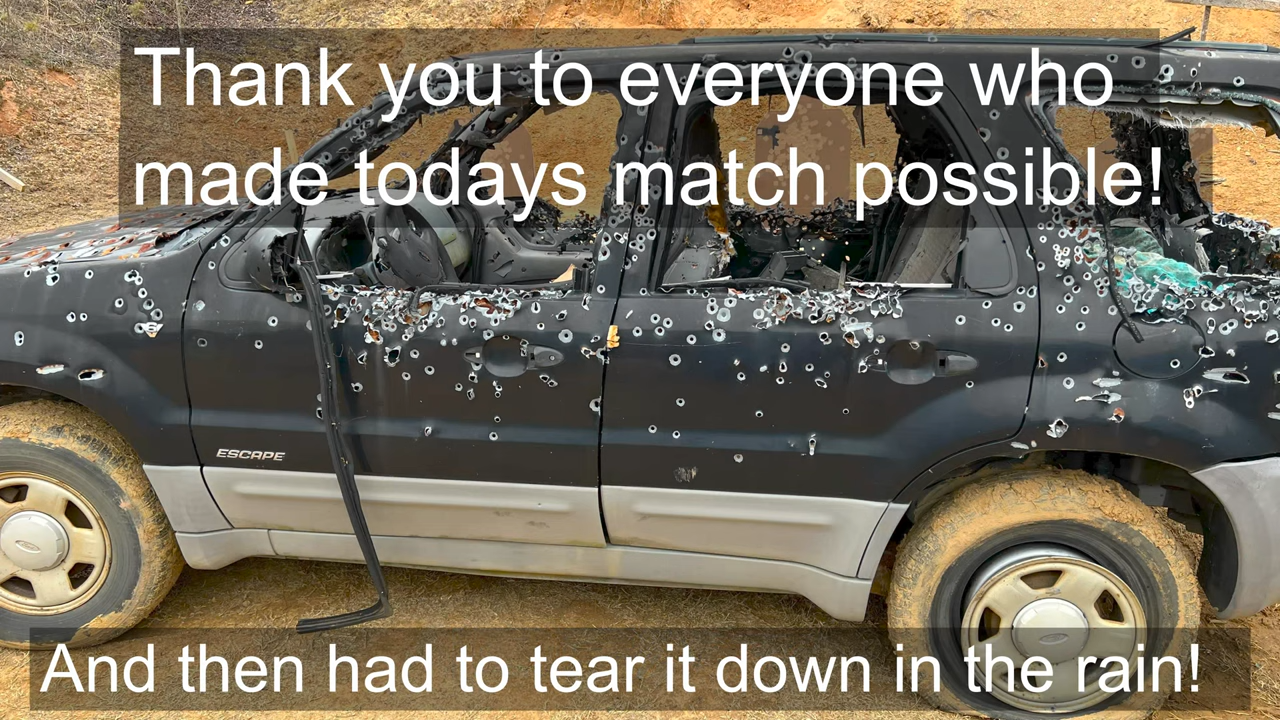 Thank you to everyone who
made todays match possible!
ESCAPE
And then had to tear it down in the rain!